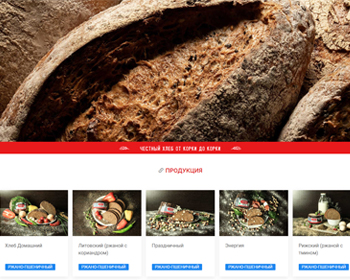 ЧЕСТНЫЙ ХЛЕБ ОТ КОРКИ ДО КОРКИ
ПРОДУКЦИЯ
Хлеб Домашний
Литовский (ржаной с
кориандром)
Праздничный
Энергия
Рижский (ржаной с
тмином)
РЖАНО-ПШЕНИЧНЫЙ
РЖАНО-ПШЕНИЧНЫЙ
РЖАНО-ПШЕНИЧНЫЙ
РЖАНО-ПШЕНИЧНЫЙ
РЖАНО-ПШЕНИЧНЫЙ